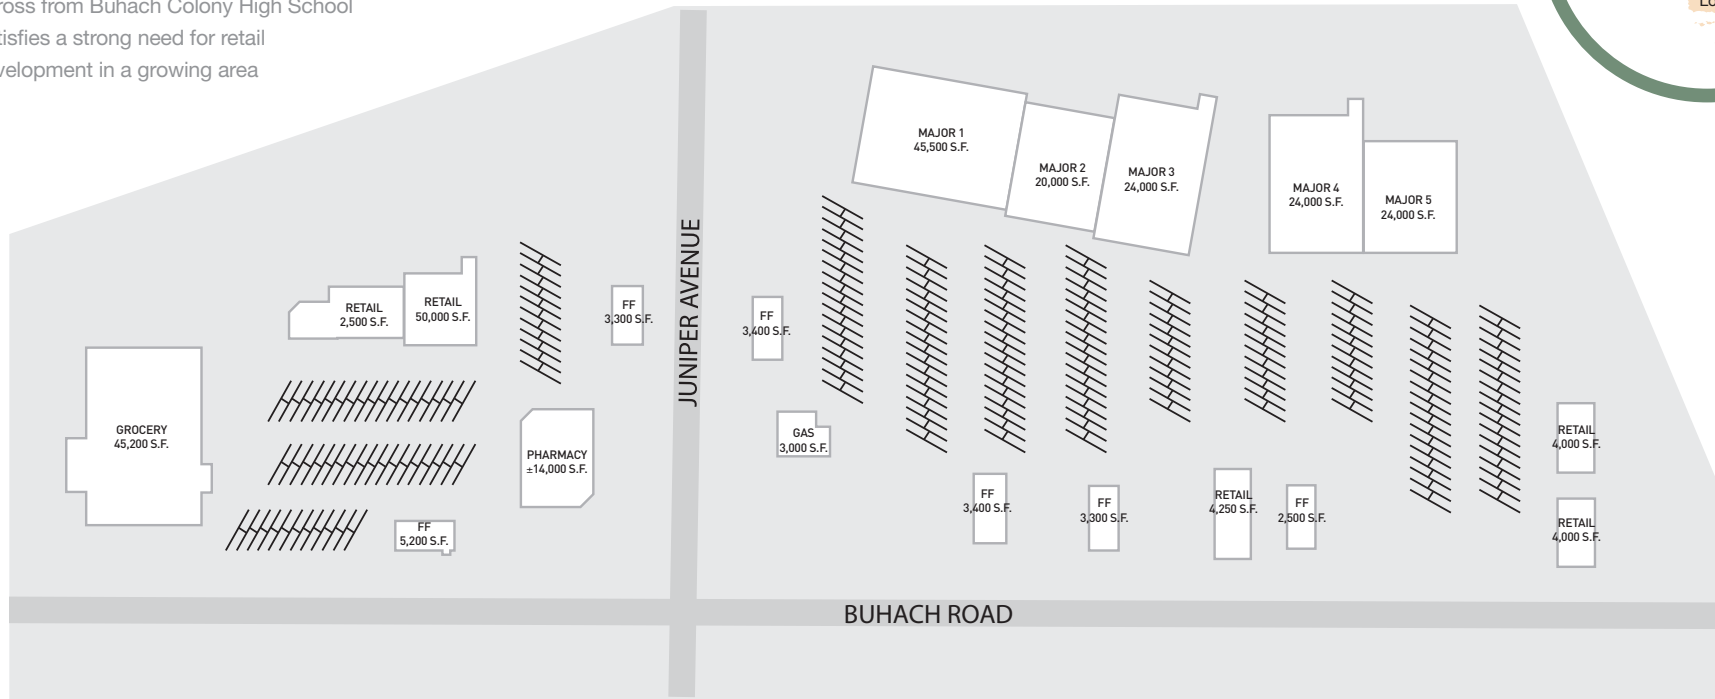 Buhach Colony High School
a strong need for retail
in a growing area
MAJOR 1
45,500 S.F.
MAJOR 2
20,000 S.F.
MAJOR 3
24,000 S.F.
MAJOR 4
24,000 S.F.
MAJOR 5
24,000 S.F.
RETAIL
2,500 S.F.
RETAIL
50,000 S.F.
FF
3,300 S.F.
JUNIPER AVENUE
FF
3,400 S.F.
GROCERY
45,200 S.F.
PHARMACY
±14,000 S.F.
GAS
3,000 S.F.
FF
5,200 S.F.
FF
3,400 S.F.
FF
3,300 S.F.
RETAIL
4,250 S.F.
FF
2,500 S.F.
RETAIL
4,000 S.F.
RETAIL
4,000 S.F.
BUHACH ROAD